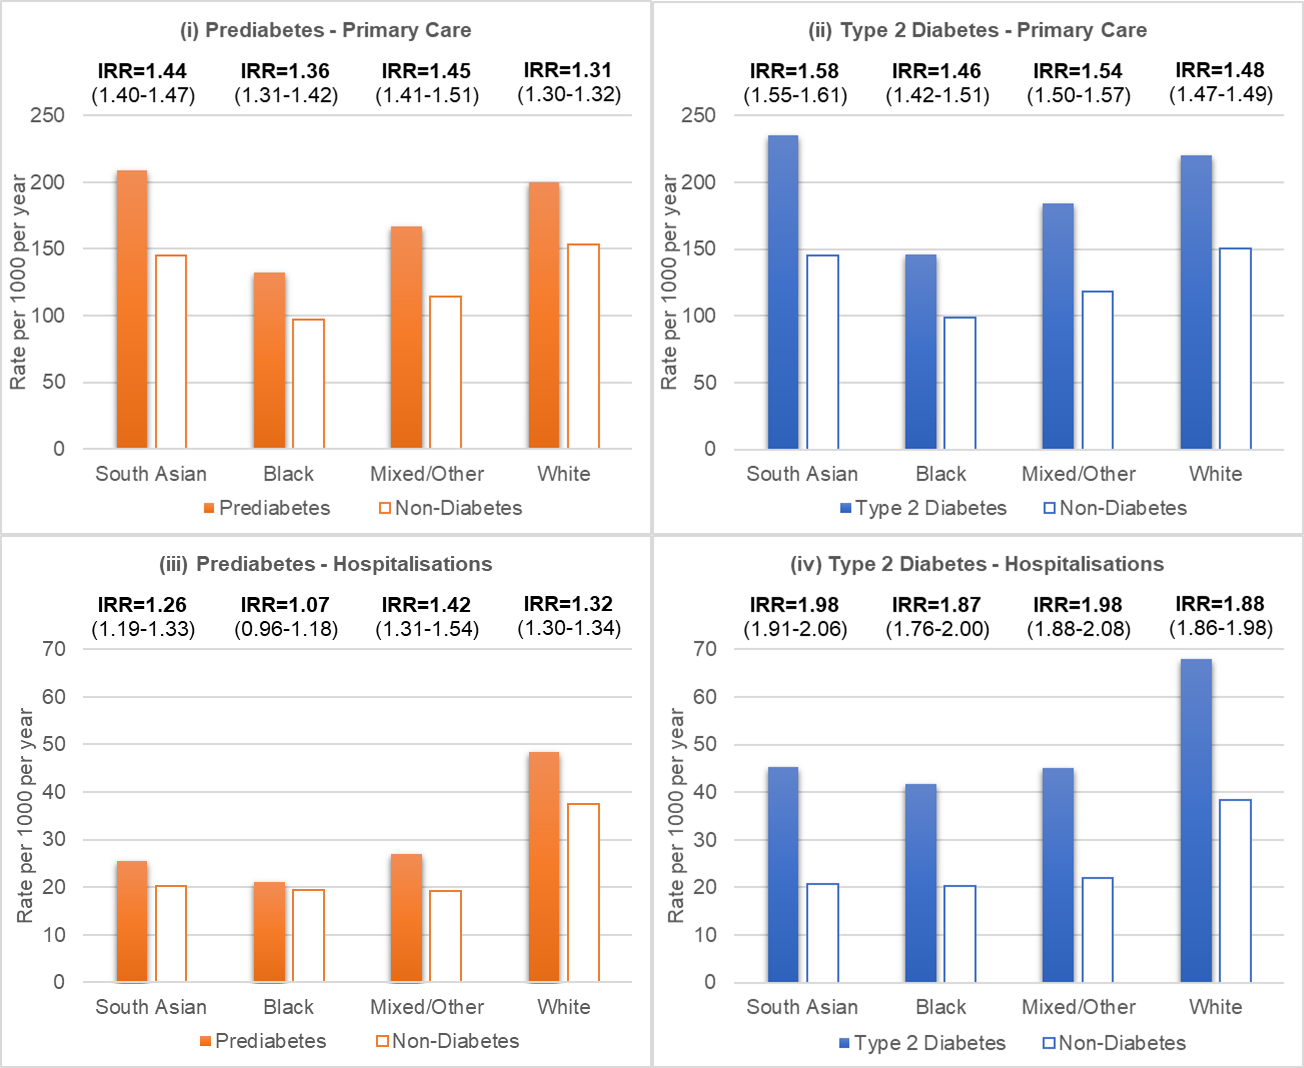 (i) Prediabetes - Primary Care
IRR=1.44 IRR=1.36 IRR=1.45 IRR=1.31
(1.40-1.47) (1.31-1.42) (1.41-1.51) (1.30-1.32)
250
200
150
100
50
0
Rate per 1000 per year
South Asian Black Mixed/Other White
Prediabetes Non-Diabetes
(ii) Type 2 Diabetes - Primary Care
IRR=1.58 IRR=1.46 IRR=1.54 IRR=1.48
(1.55-1.61) (1.42-1.51) (1.50-1.57) (1.47-1.49)
250
200
150
100
50
0
Rate per 1000 per year
South Asian Black Mixed/Other White
Type 2 Diabetes Non-Diabetes
(iii) Prediabetes - Hospitalisations
IRR=1.26 IRR=1.07 IRR=1.42 IRR=1.32
(1.19-1.33) (0.96-1.18) (1.31-1.54) (1.30-1.34)
70
60
50
40
30
20
10
0
Rate per 1000 per year
South Asian Black Mixed/Other White
Prediabetes Non-Diabetes
(iv) Type 2 Diabetes - Hospitalisations
IRR=1.98 IRR=1.87 IRR=1.98 IRR=1.88
(1.91-2.06) (1.76-2.00) (1.88-2.08) (1.86-1.98)
70
60
50
40
30
20
10
0
Rate per 1000 per year
South Asian Black Mixed/Other White
Type 2 Diabetes Non-Diabetes